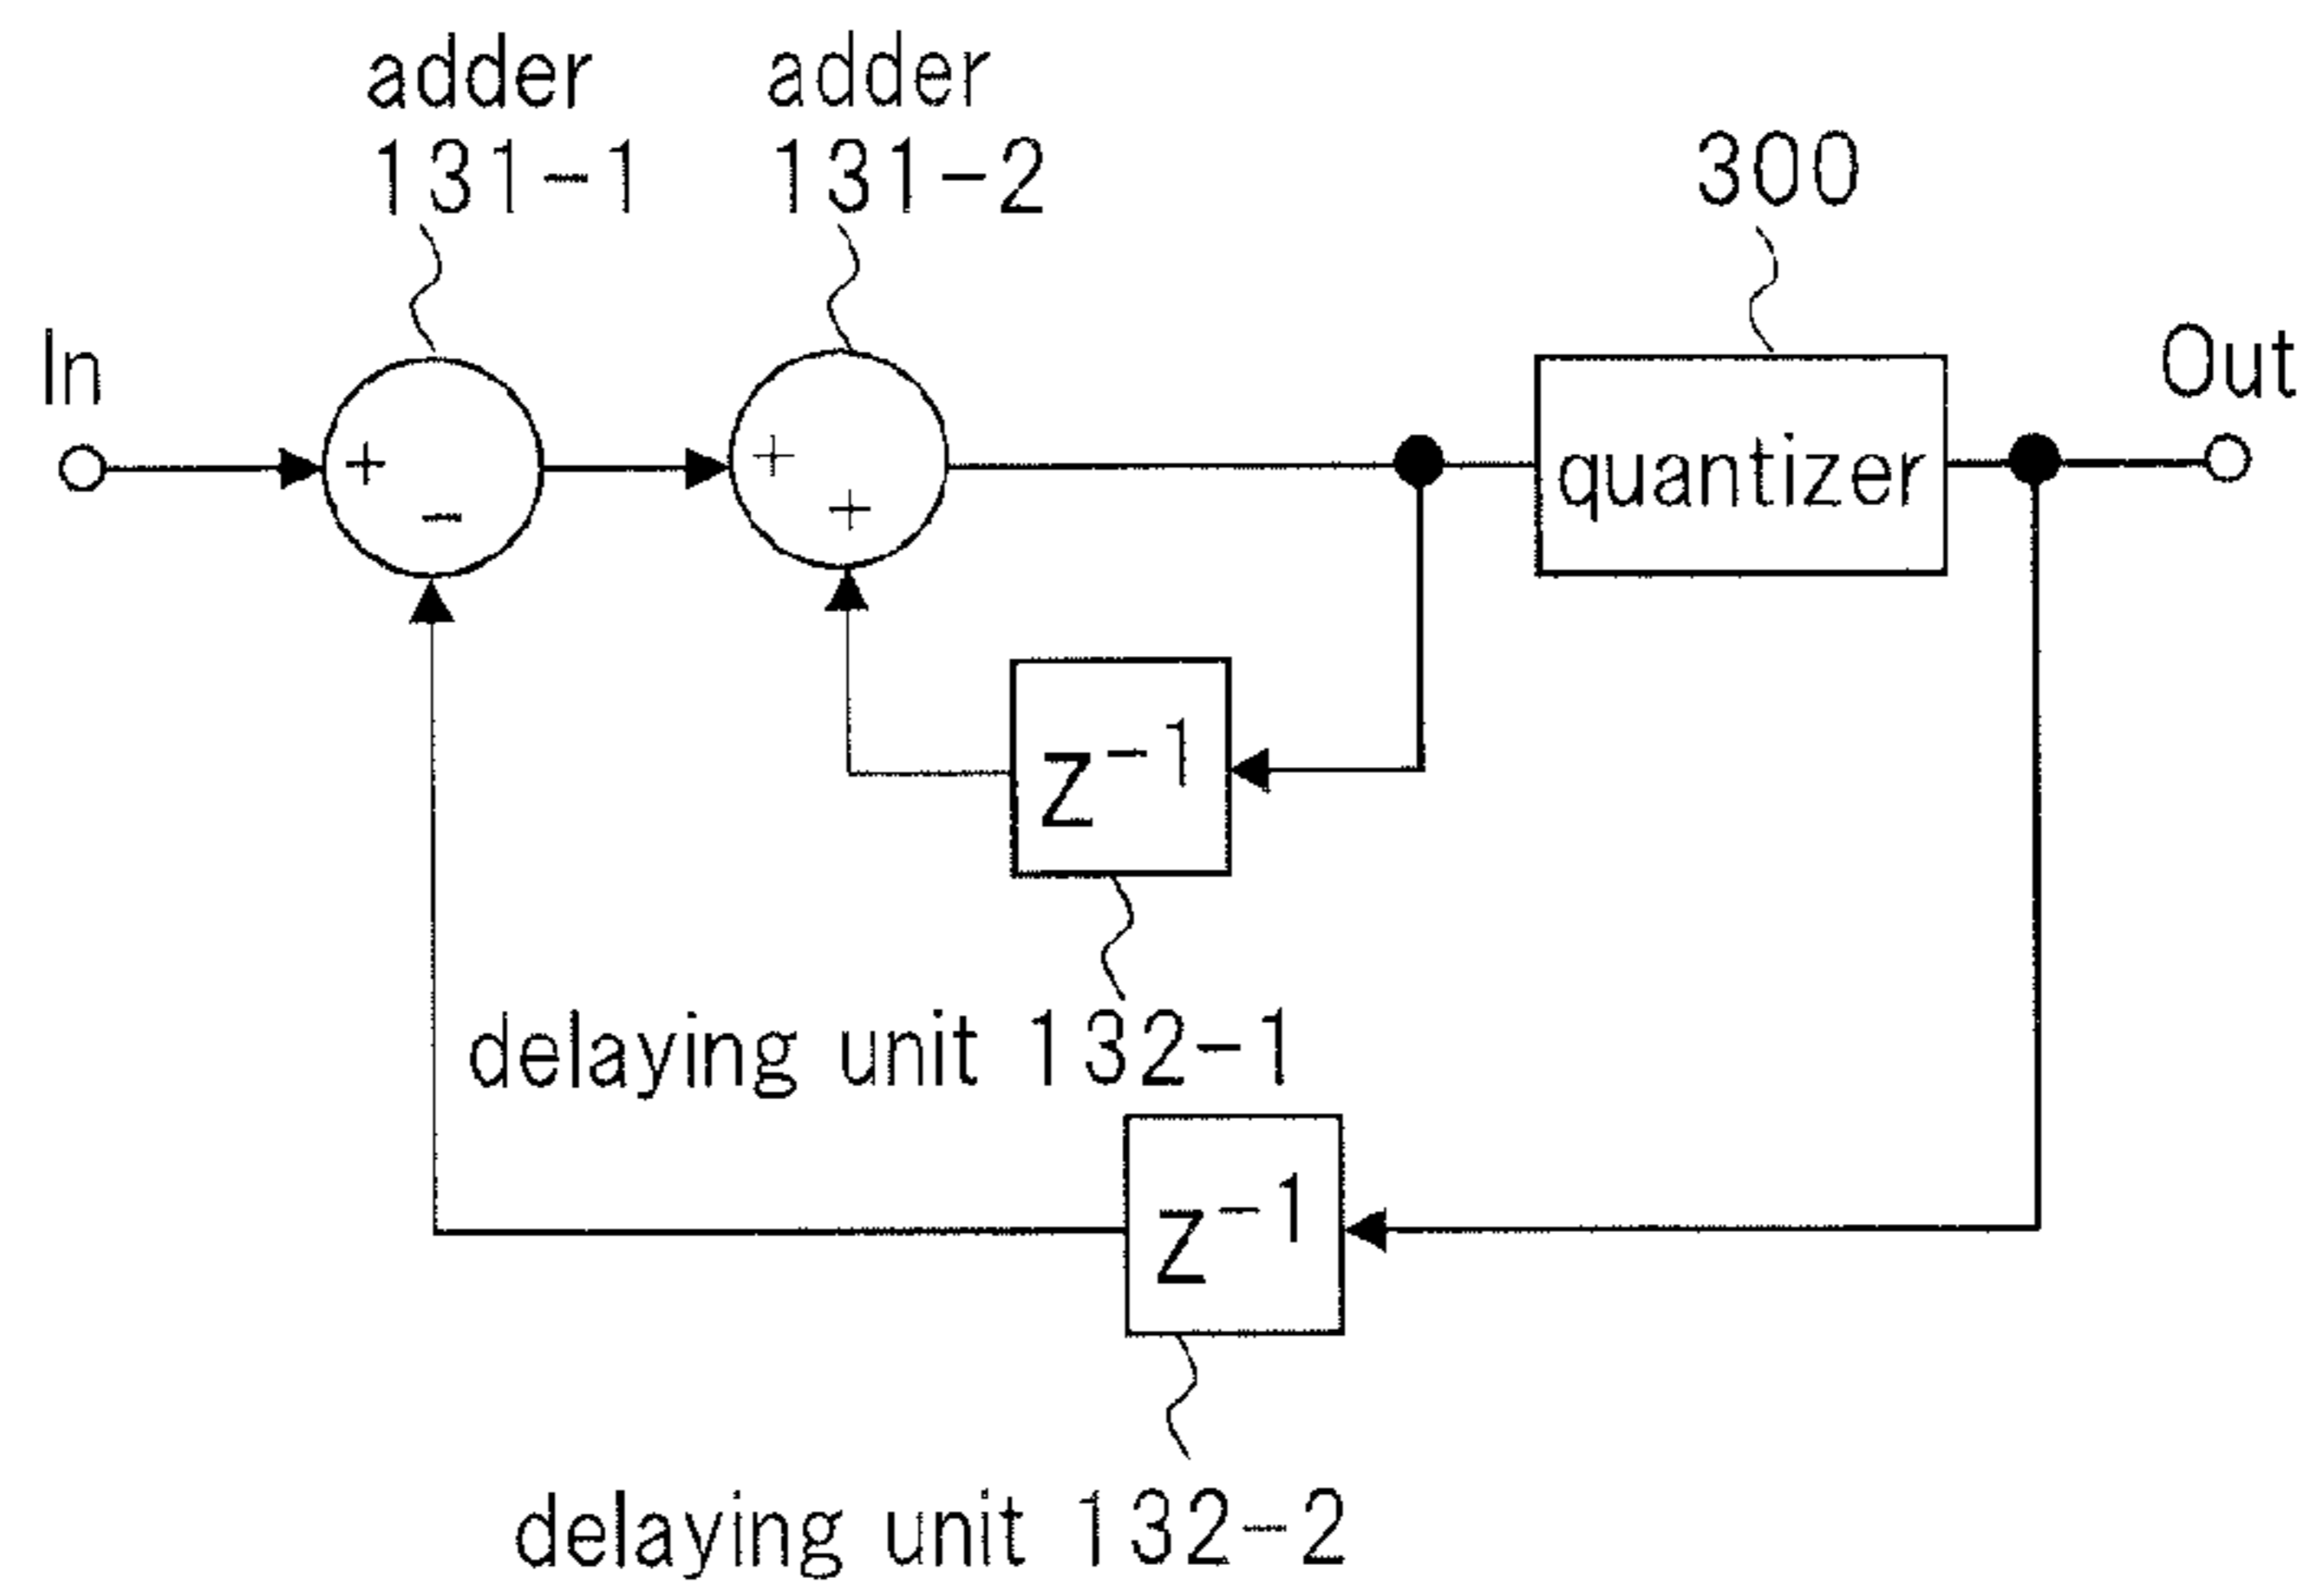 adder
131-1
adder
131-2
300
In
Out
+
-
+
+
quantizer
z⁻¹
delaying unit 132-1
z⁻¹
delaying unit 132-2